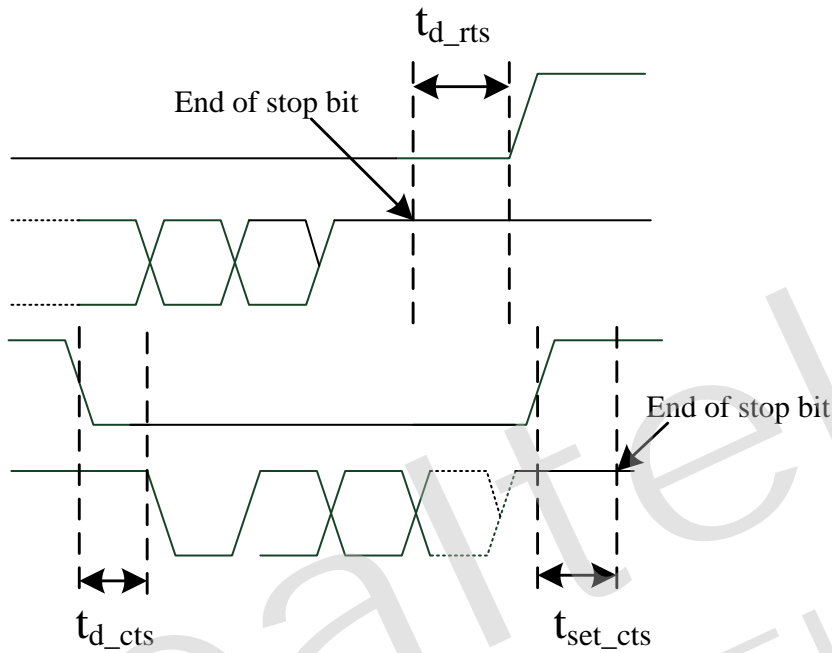 t_d_rts
End of stop bit
End of stop bit
t_d_cts
t_set_cts